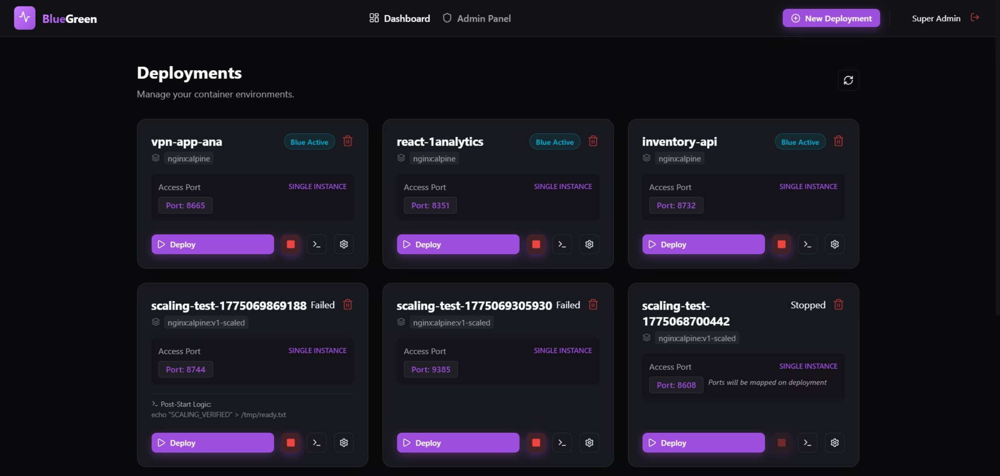 BlueGreen
Dashboard
Admin Panel
New Deployment
Super Admin
Deployments
Manage your container environments.
vpn-app-ana
Blue Active
nginx:alpine
Access Port
SINGLE INSTANCE
Port: 8665
Deploy
react-1analytics
Blue Active
nginx:alpine
Access Port
SINGLE INSTANCE
Port: 8351
Deploy
inventory-api
Blue Active
nginx:alpine
Access Port
SINGLE INSTANCE
Port: 8732
Deploy
scaling-test-1775069869188
Failed
nginx:alpine:v1-scaled
Access Port
SINGLE INSTANCE
Port: 8744
Post-Start Logic:
echo "SCALING_VERIFIED" > /tmp/ready.txt
Deploy
scaling-test-1775069305930
Failed
nginx:alpine:v1-scaled
Access Port
SINGLE INSTANCE
Port: 9385
Deploy
scaling-test-
1775068700442
Stopped
nginx:alpine:v1-scaled
Access Port
SINGLE INSTANCE
Port: 8608
Ports will be mapped on deployment
Deploy